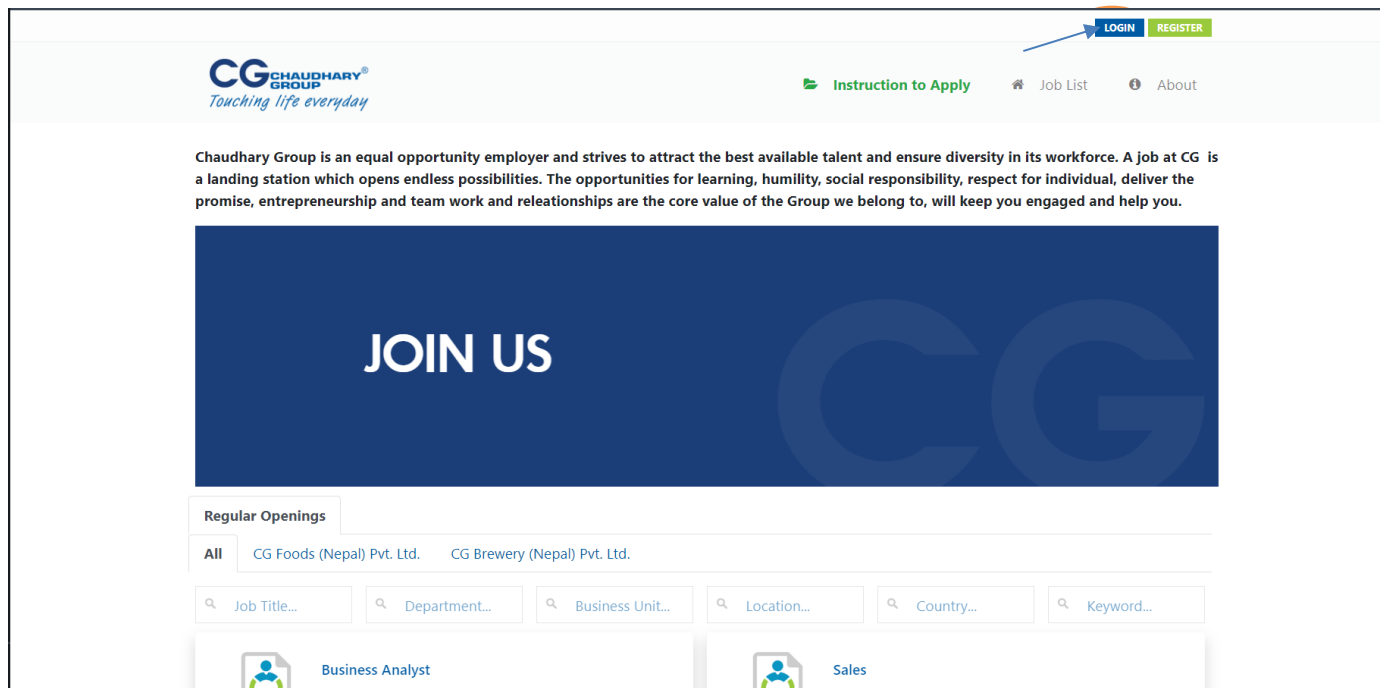 LOGIN REGISTER
CG CHAUDHARY® GROUP
Touching life everyday
Instruction to Apply Job List About
Chaudhary Group is an equal opportunity employer and strives to attract the best available talent and ensure diversity in its workforce. A job at CG is
a landing station which opens endless possibilities. The opportunities for learning, humility, social responsibility, respect for individual, deliver the
promise, entrepreneurship and team work and releationships are the core value of the Group we belong to, will keep you engaged and help you.
JOIN US
CG
Regular Openings
All CG Foods (Nepal) Pvt. Ltd. CG Brewery (Nepal) Pvt. Ltd.
Job Title... Department... Business Unit... Location... Country... Keyword...
Business Analyst Sales